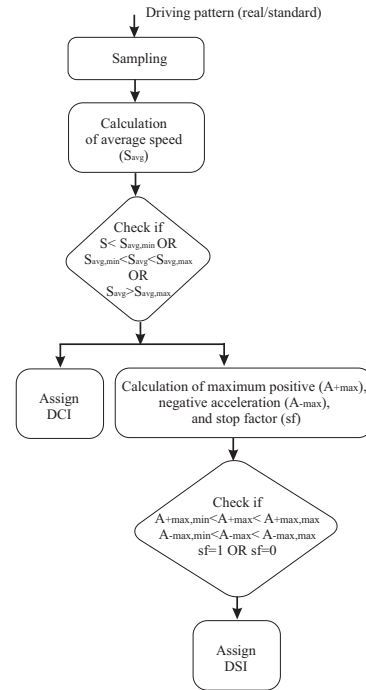 Driving pattern (real/standard)
Sampling
Calculation
of average speed
(Savg)
Check if
S< Savg,min OR
Savg,min<Savg<Savg,max
OR
Savg>Savg,max
Assign
DCI
Calculation of maximum positive (A+max),
negative acceleration (A-max),
and stop factor (sf)
Check if
A+max,min<A+max< A+max,max
A-max,min<A-max< A-max,max
sf=1 OR sf=0
Assign
DSI